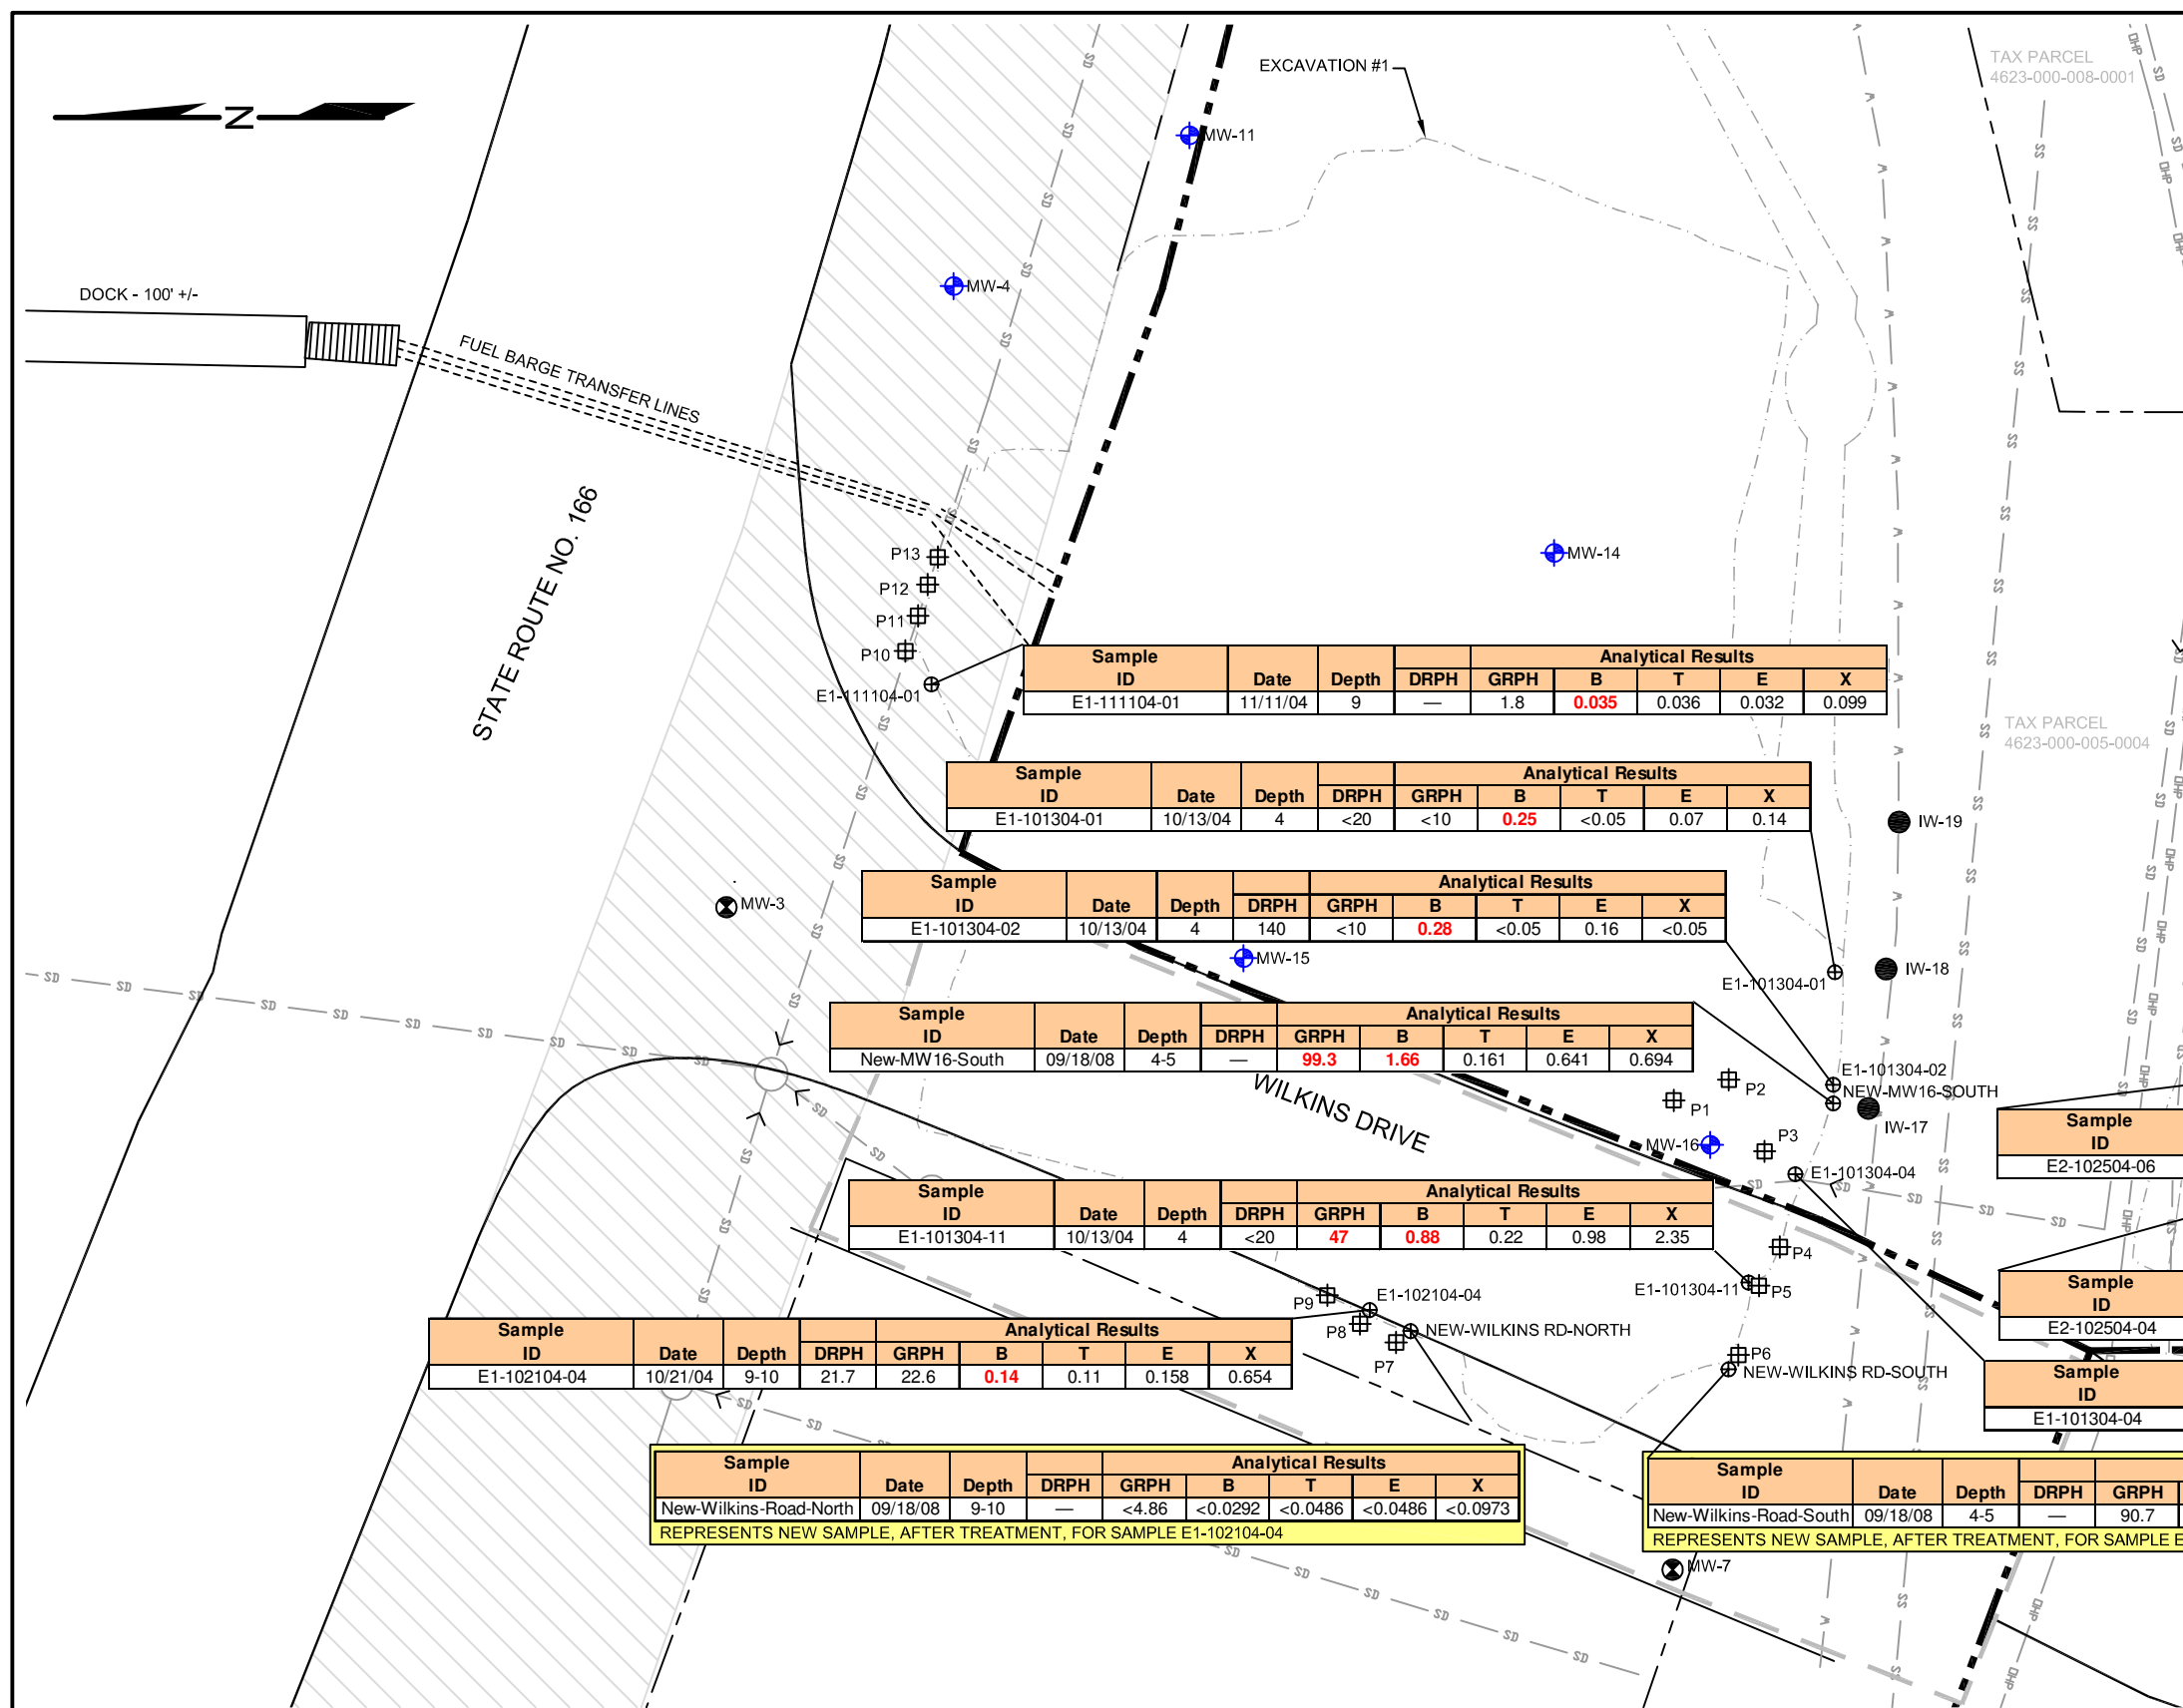 TAX PARCEL
4623-000-008-0001
EXCAVATION #1
N
MW-11
MW-4
DOCK - 100' +/-
FUEL BARGE TRANSFER LINES
STATE ROUTE NO. 166
MW-14
P13
P12
P11
P10
E1-111104-01
Sample ID Date Depth DRPH Analytical Results GRPH B T E X
E1-111104-01 11/11/04 9 — 1.8 0.035 0.036 0.032 0.099
TAX PARCEL
4623-000-005-0004
Sample ID Date Depth DRPH Analytical Results GRPH B T E X
E1-101304-01 10/13/04 4 <20 <10 0.25 <0.05 0.07 0.14
IW-19
Sample ID Date Depth DRPH Analytical Results GRPH B T E X
E1-101304-02 10/13/04 4 140 <10 0.28 <0.05 0.16 <0.05
MW-3
MW-15
IW-18
E1-101304-01
Sample ID Date Depth DRPH Analytical Results GRPH B T E X
New-MW16-South 09/18/08 4-5 — 99.3 1.66 0.161 0.641 0.694
WILKINS DRIVE
E1-101304-02
NEW-MW16-SOUTH
P2
P1
IW-17
P3
MW-16
E1-101304-04
Sample ID
E2-102504-06
Sample ID Date Depth DRPH Analytical Results GRPH B T E X
E1-101304-11 10/13/04 4 <20 47 0.88 0.22 0.98 2.35
P4
E1-101304-11
P5
P9
E1-102104-04
P8
NEW-WILKINS RD-NORTH
P7
P6
NEW-WILKINS RD-SOUTH
Sample ID
E2-102504-04
Sample ID Date Depth DRPH Analytical Results GRPH B T E X
E1-102104-04 10/21/04 9-10 21.7 22.6 0.14 0.11 0.158 0.654
Sample ID
E1-101304-04
Sample ID Date Depth DRPH Analytical Results GRPH B T E X
New-Wilkins-Road-North 09/18/08 9-10 — <4.86 <0.0292 <0.0486 <0.0486 <0.0973
REPRESENTS NEW SAMPLE, AFTER TREATMENT, FOR SAMPLE E1-102104-04
Sample ID Date Depth DRPH GRPH
New-Wilkins-Road-South 09/18/08 4-5 — 90.7
REPRESENTS NEW SAMPLE, AFTER TREATMENT, FOR SAMPLE E
MW-7